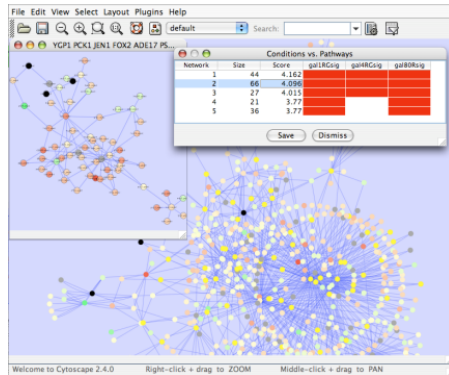 File Edit View Select Layout Plugins Help
default Search:
YCP1 PCK1 JEN1 FOX2 ADE17 PS...
Conditions vs. Pathways
Network Size Score gal1RGsig gal4RGsig gal80Rsig
1 44 4.162
2 66 4.096
3 27 4.015
4 21 3.77
5 36 3.77
Save Dismiss
Welcome to Cytoscape 2.4.0 Right-click + drag to ZOOM Middle-click + drag to PAN